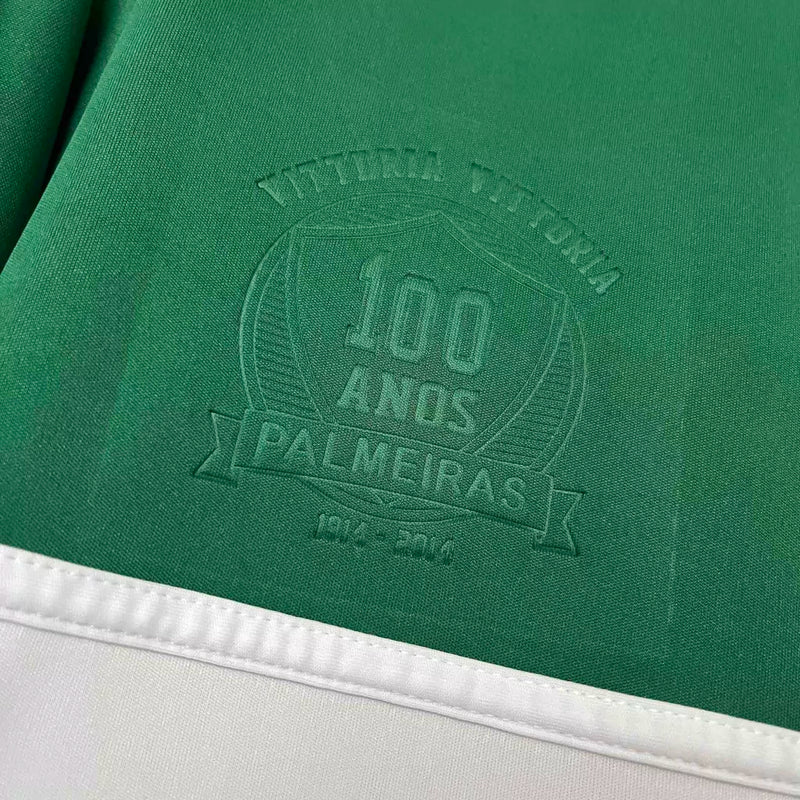 VITTORIA VITTORIA
100
ANOS
PALMEIRAS
1914 - 2014